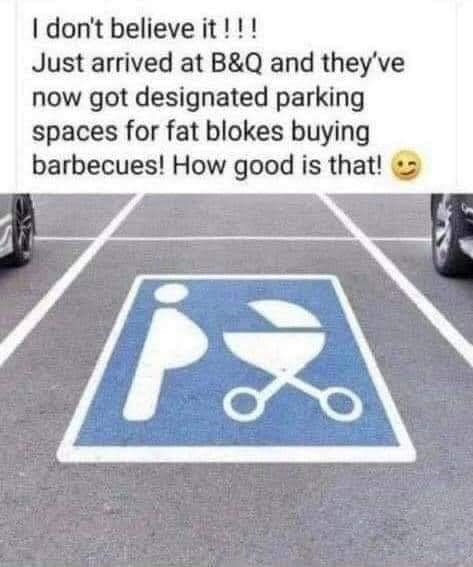 I don't believe it ! ! !
Just arrived at B&Q and they've
now got designated parking
spaces for fat blokes buying
barbecues! How good is that! 😉